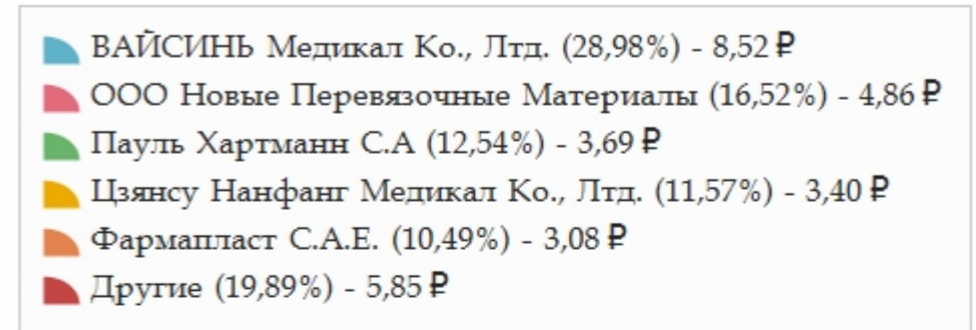 ВАЙСИНЬ Медикал Ко., Лтд. (28,98%) - 8,52 ₽
ООО Новые Перевязочные Материалы (16,52%) - 4,86 ₽
Пауль Хартманн С.А (12,54%) - 3,69 ₽
Цзянсу Нанфанг Медикал Ко., Лтд. (11,57%) - 3,40 ₽
Фармапласт С.А.Е. (10,49%) - 3,08 ₽
Другие (19,89%) - 5,85 ₽